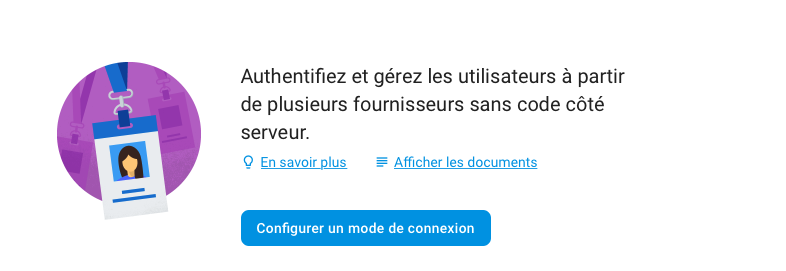 Authentifiez et gérez les utilisateurs à partir
de plusieurs fournisseurs sans code côté
serveur.
En savoir plus
Afficher les documents
Configurer un mode de connexion